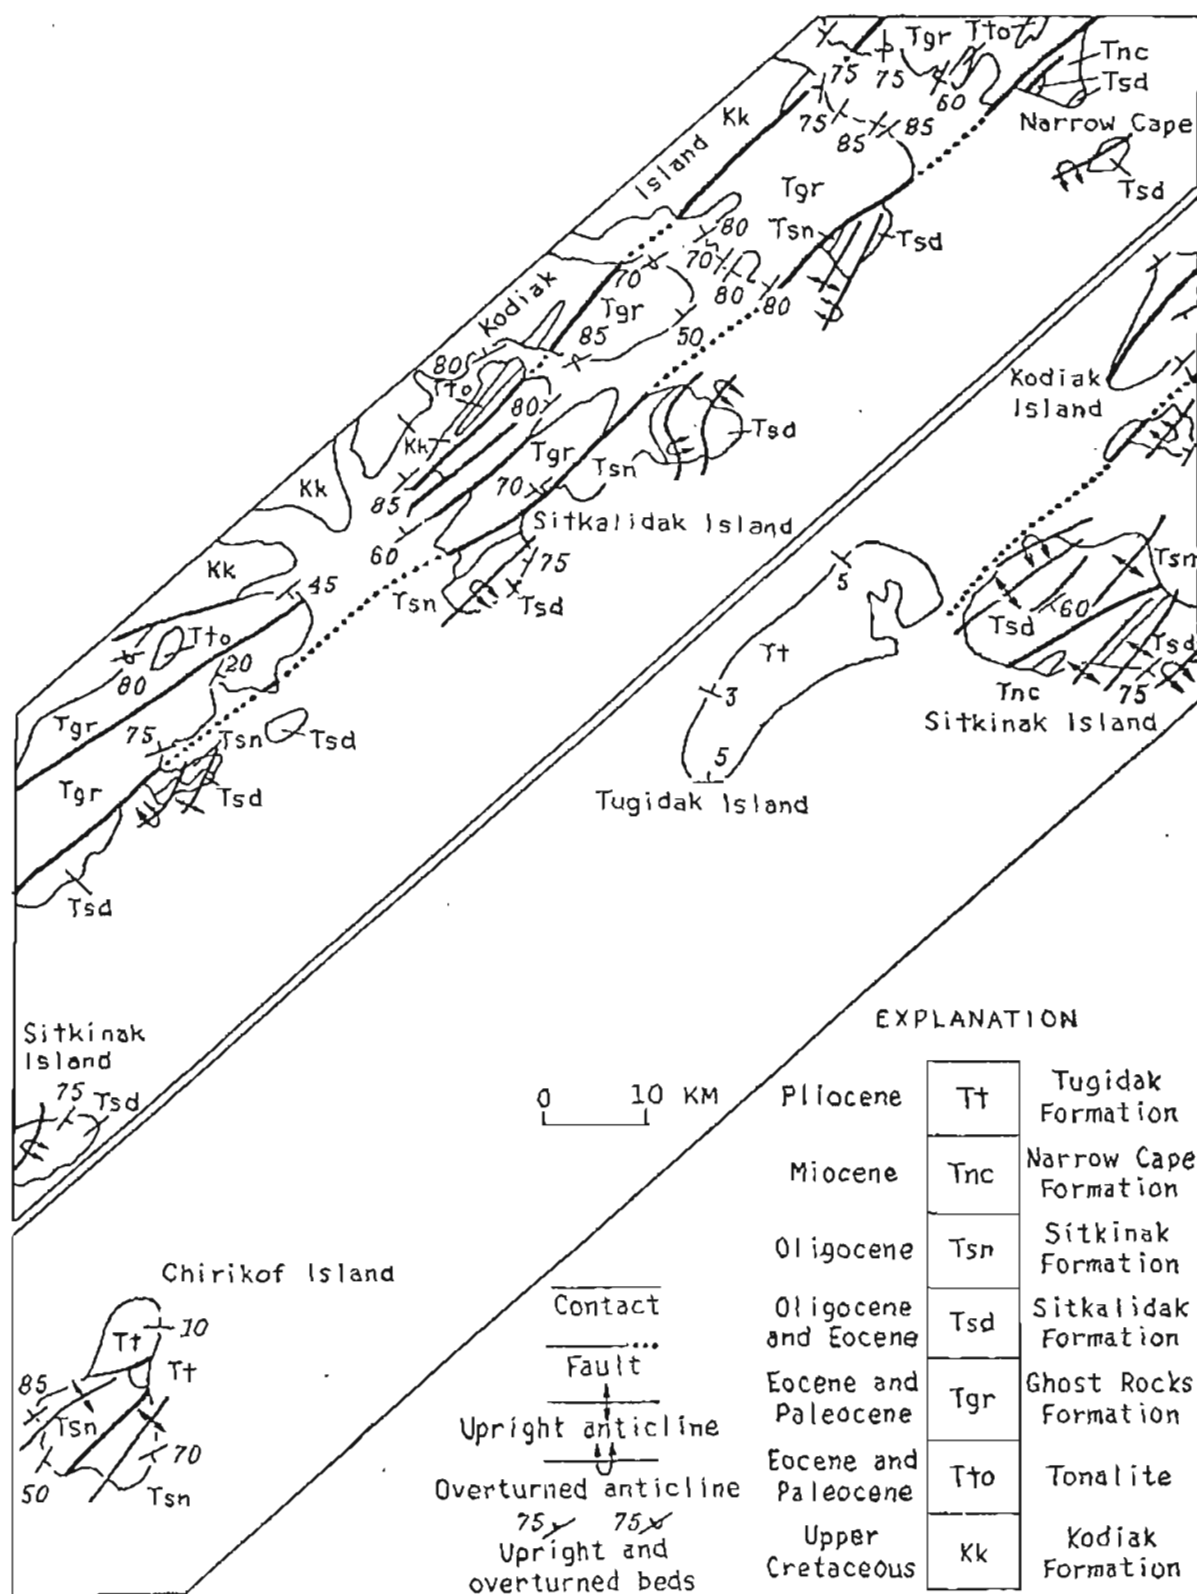 Tgr
Tto
Tnc
Tsd
75
75
60
Narrow Cape
Kk
75
85
85
Tsd
Island
Tgr
Tsn
Tsd
80
70
80
80
70
Tgr
Kodiak
85
50
80
Tto
80
Kk
Tgr
Tsn
Tsd
Kk
85
70
Sitkalidak Island
60
75
Tsn
Tsd
Kk
45
Tto
80
20
Tgr
75
Tsn
Tsd
Tgr
Tsd
Tsd
Kodiak
Island
5
Tt
3
5
Tugidak Island
Tsn
60
Tsd
Tsd
Tnc
75
Sitkinak Island
Sitkinak
Island
75
Tsd
Chirikof Island
Tt
10
Tt
85
Tsn
70
50
Tsn
0 10 KM
EXPLANATION
Pliocene Tt Tugidak
Formation
Miocene Tnc Narrow Cape
Formation
Oligocene Tsn Sitkinak
Formation
Oligocene
and Eocene Tsd Sitkalidak
Formation
Eocene and
Paleocene Tgr Ghost Rocks
Formation
Eocene and
Paleocene Tto Tonalite
Upper
Cretaceous Kk Kodiak
Formation
Contact
Fault
Upright anticline
Overturned anticline
75 75
Upright and
overturned beds